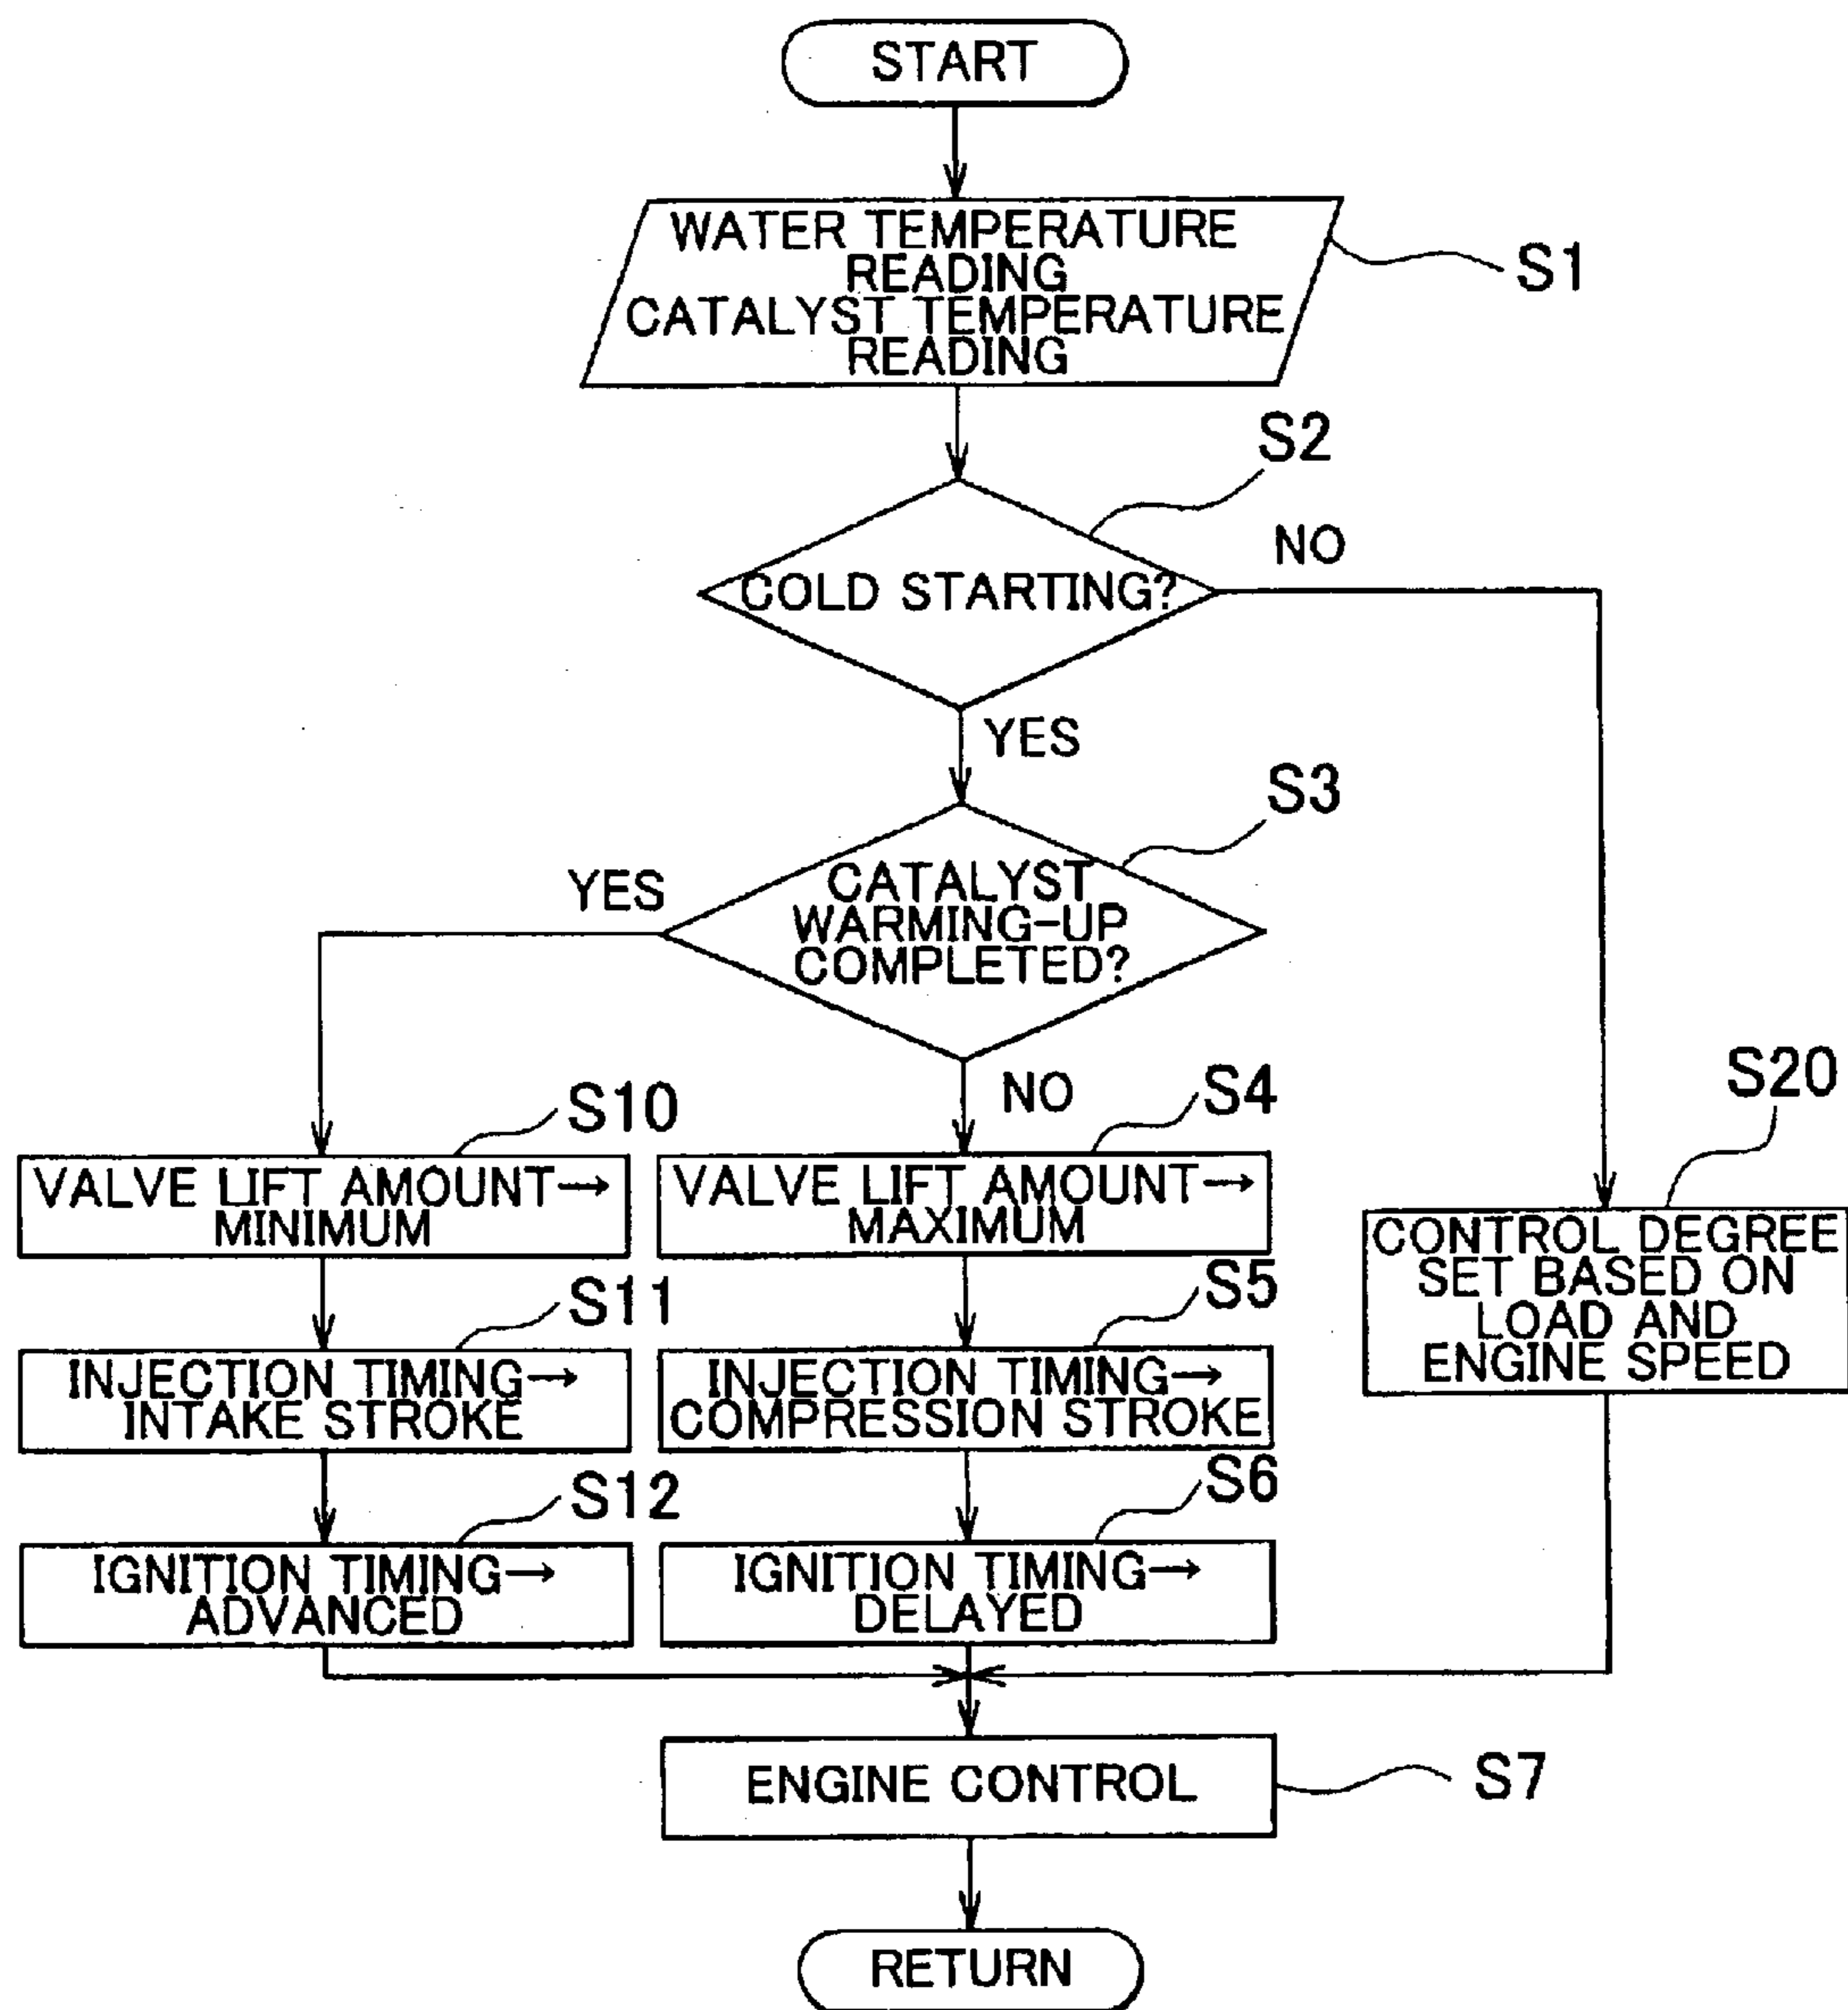 START
WATER TEMPERATURE
READING
CATALYST TEMPERATURE
READING
S1
S2
COLD STARTING?
NO
YES
S3
CATALYST
WARMING-UP
COMPLETED?
YES
NO
S10
VALVE LIFT AMOUNT→
MINIMUM
S4
VALVE LIFT AMOUNT→
MAXIMUM
S20
CONTROL DEGREE
SET BASED ON
LOAD AND
ENGINE SPEED
S11
INJECTION TIMING→
INTAKE STROKE
S5
INJECTION TIMING→
COMPRESSION STROKE
S12
IGNITION TIMING→
ADVANCED
S6
IGNITION TIMING→
DELAYED
ENGINE CONTROL
S7
RETURN